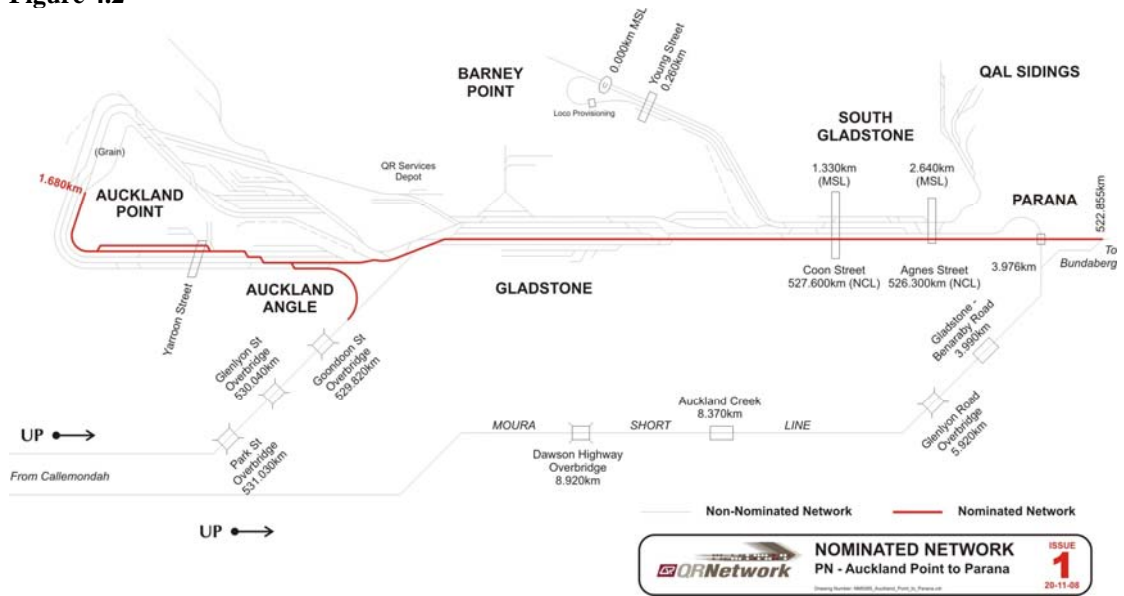 Figure 4.2
0.000km MSL
Young Street
0.260km
BARNEY
POINT
Loco Provisioning
QAL SIDINGS
SOUTH
GLADSTONE
1.330km
(MSL)
2.640km
(MSL)
PARANA
522.855km
(Grain)
1.680km
AUCKLAND
POINT
QR Services
Depot
To
Bundaberg
3.976km
Coon Street
527.600km (NCL)
Agnes Street
526.300km (NCL)
Yarroon Street
AUCKLAND
ANGLE
GLADSTONE
Gladstone -
Benaraby Road
3.990km
Glenlyon St
Overbridge
530.040km
Goondoon St
Overbridge
529.820km
Auckland Creek
8.370km
Glenlyon Road
Overbridge
5.920km
UP
Park St
Overbridge
531.030km
MOURA SHORT LINE
Dawson Highway
Overbridge
8.920km
From Callemondah
UP
Non-Nominated Network
Nominated Network
QRNetwork
NOMINATED NETWORK
PN - Auckland Point to Parana
ISSUE
1
20-11-08